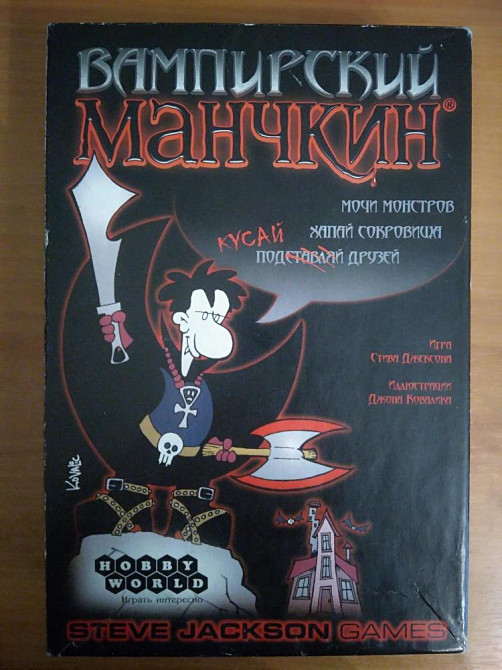 ВАМПИРСКИЙ
МАНЧКИН®
МОЧИ МОНСТРОВ
ХАПАЙ СОКРОВИЩА
КУСАЙ
ПОДСТАВЛЯЙ ДРУЗЕЙ
ИГРА
СТИВА ДЖЕКСОНА
ИЛЛЮСТРАЦИИ
ДЖОНА КОВАЛИКА
KOVALIC
HOBBY
WORLD
Играть интересно
STEVE JACKSON GAMES